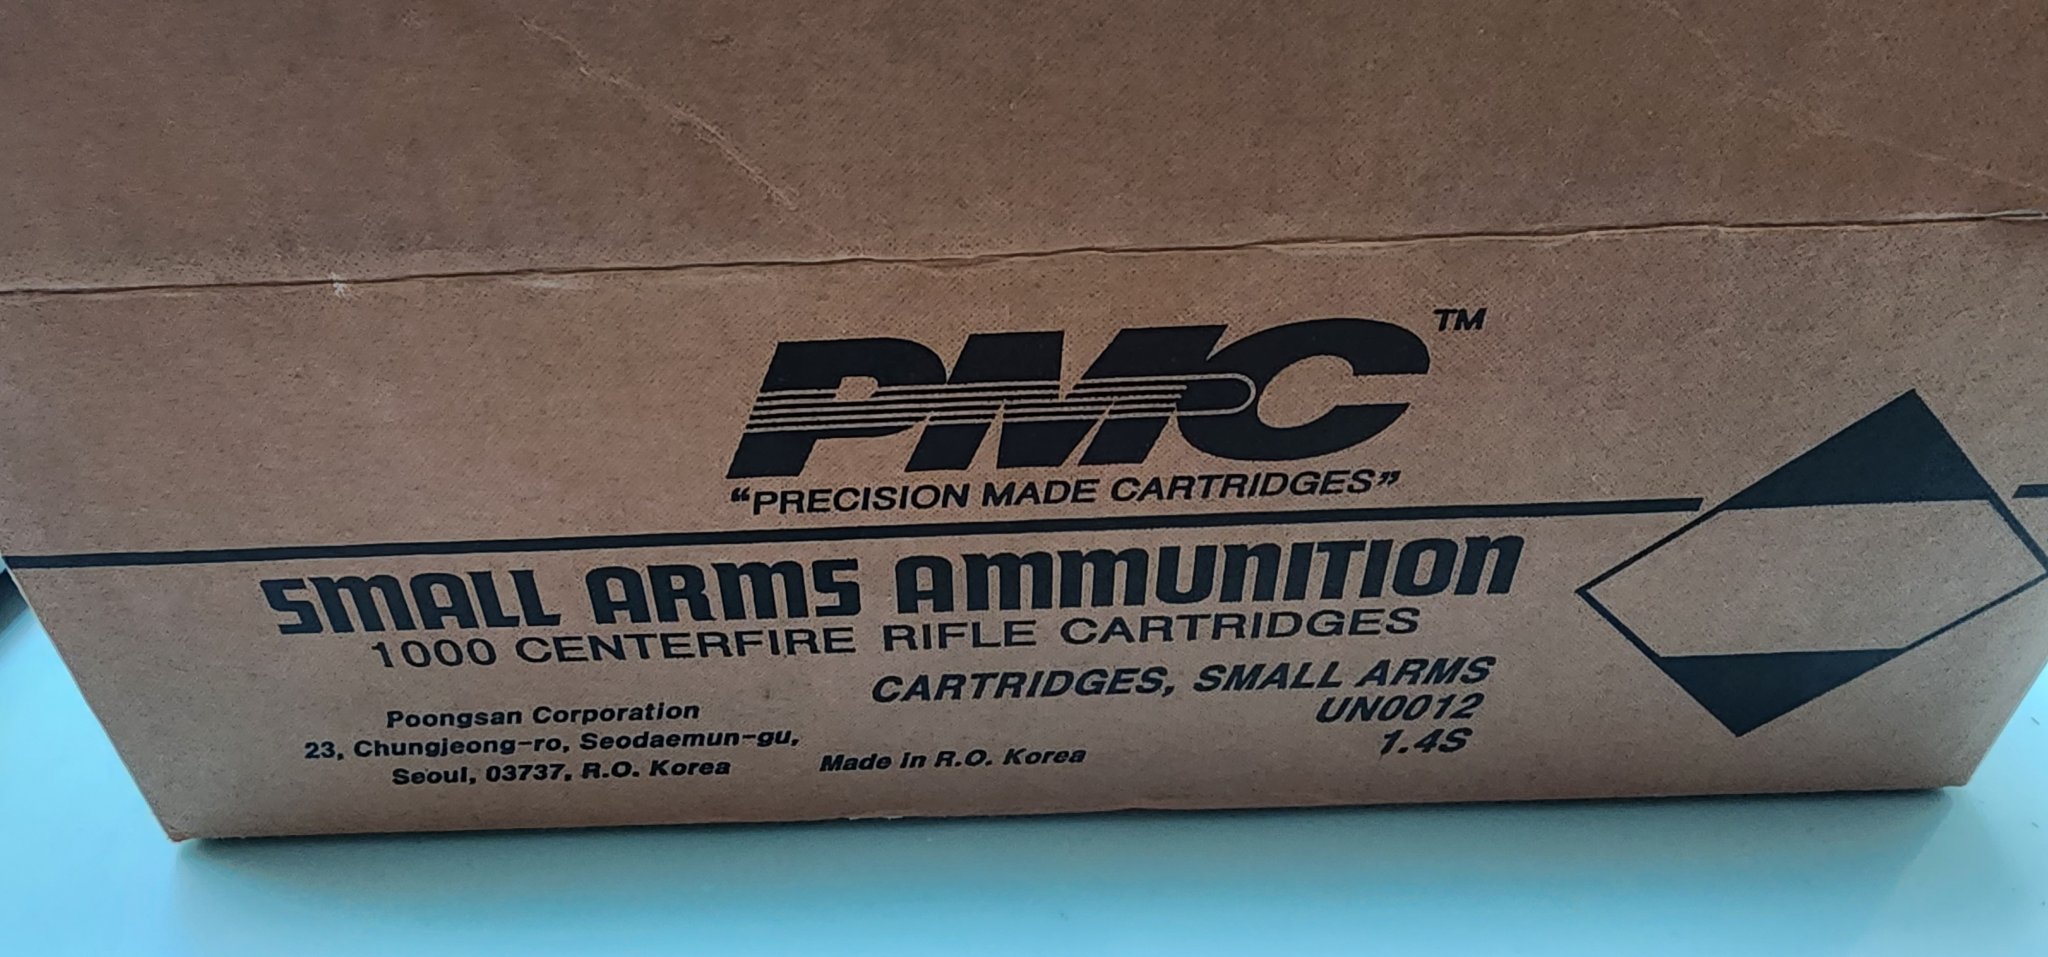 PMC™
“PRECISION MADE CARTRIDGES”
SMALL ARMS AMMUNITION
1000 CENTERFIRE RIFLE CARTRIDGES
CARTRIDGES, SMALL ARMS
UN0012
1.4S
Poongsan Corporation
23, Chungjeong-ro, Seodaemun-gu,
Seoul, 03737, R.O. Korea
Made in R.O. Korea